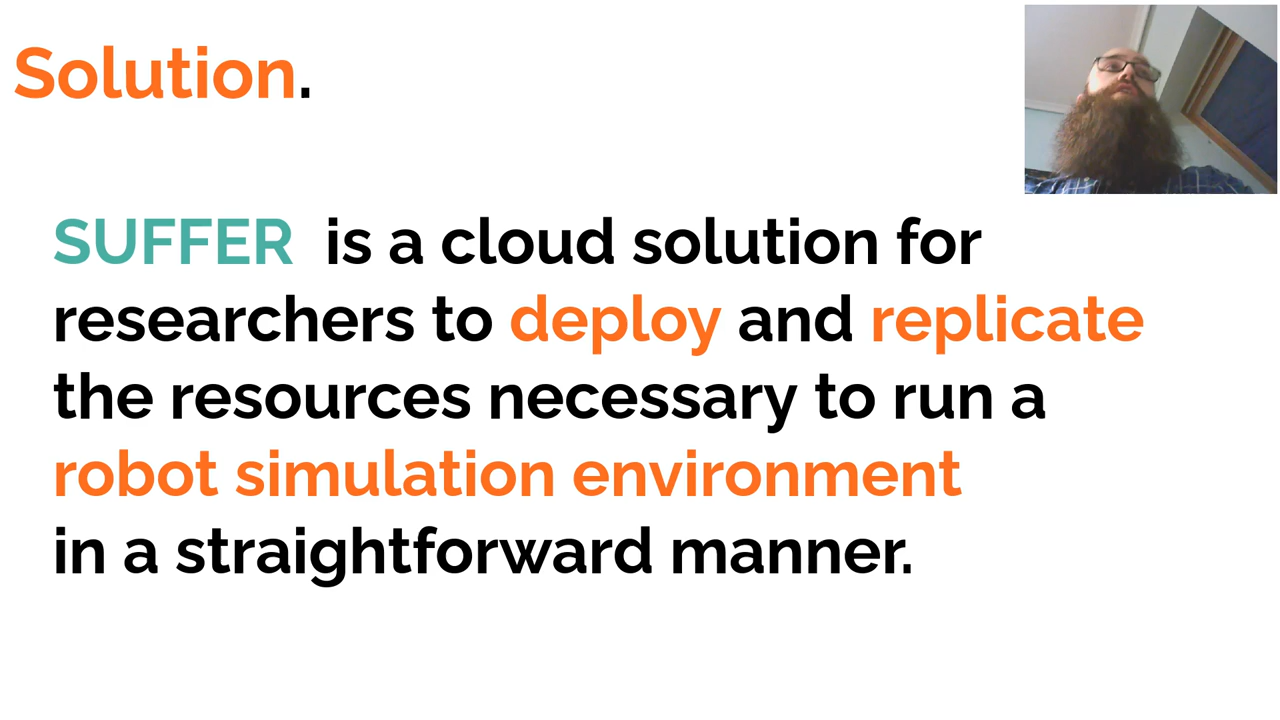 Solution.
SUFFER is a cloud solution for
researchers to deploy and replicate
the resources necessary to run a
robot simulation environment
in a straightforward manner.